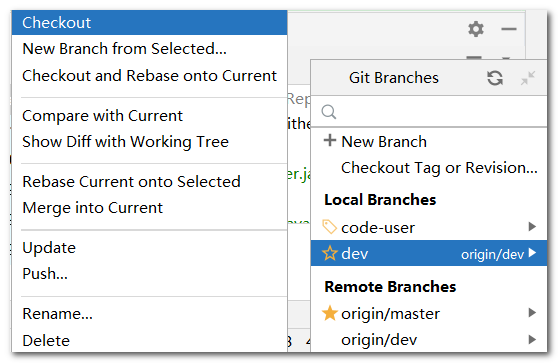 Checkout
New Branch from Selected...
Checkout and Rebase onto Current
Compare with Current
Show Diff with Working Tree
Rebase Current onto Selected
Merge into Current
Update
Push...
Rename...
Delete
Git Branches
New Branch
Checkout Tag or Revision...
Local Branches
code-user
dev origin/dev
Remote Branches
origin/master
origin/dev